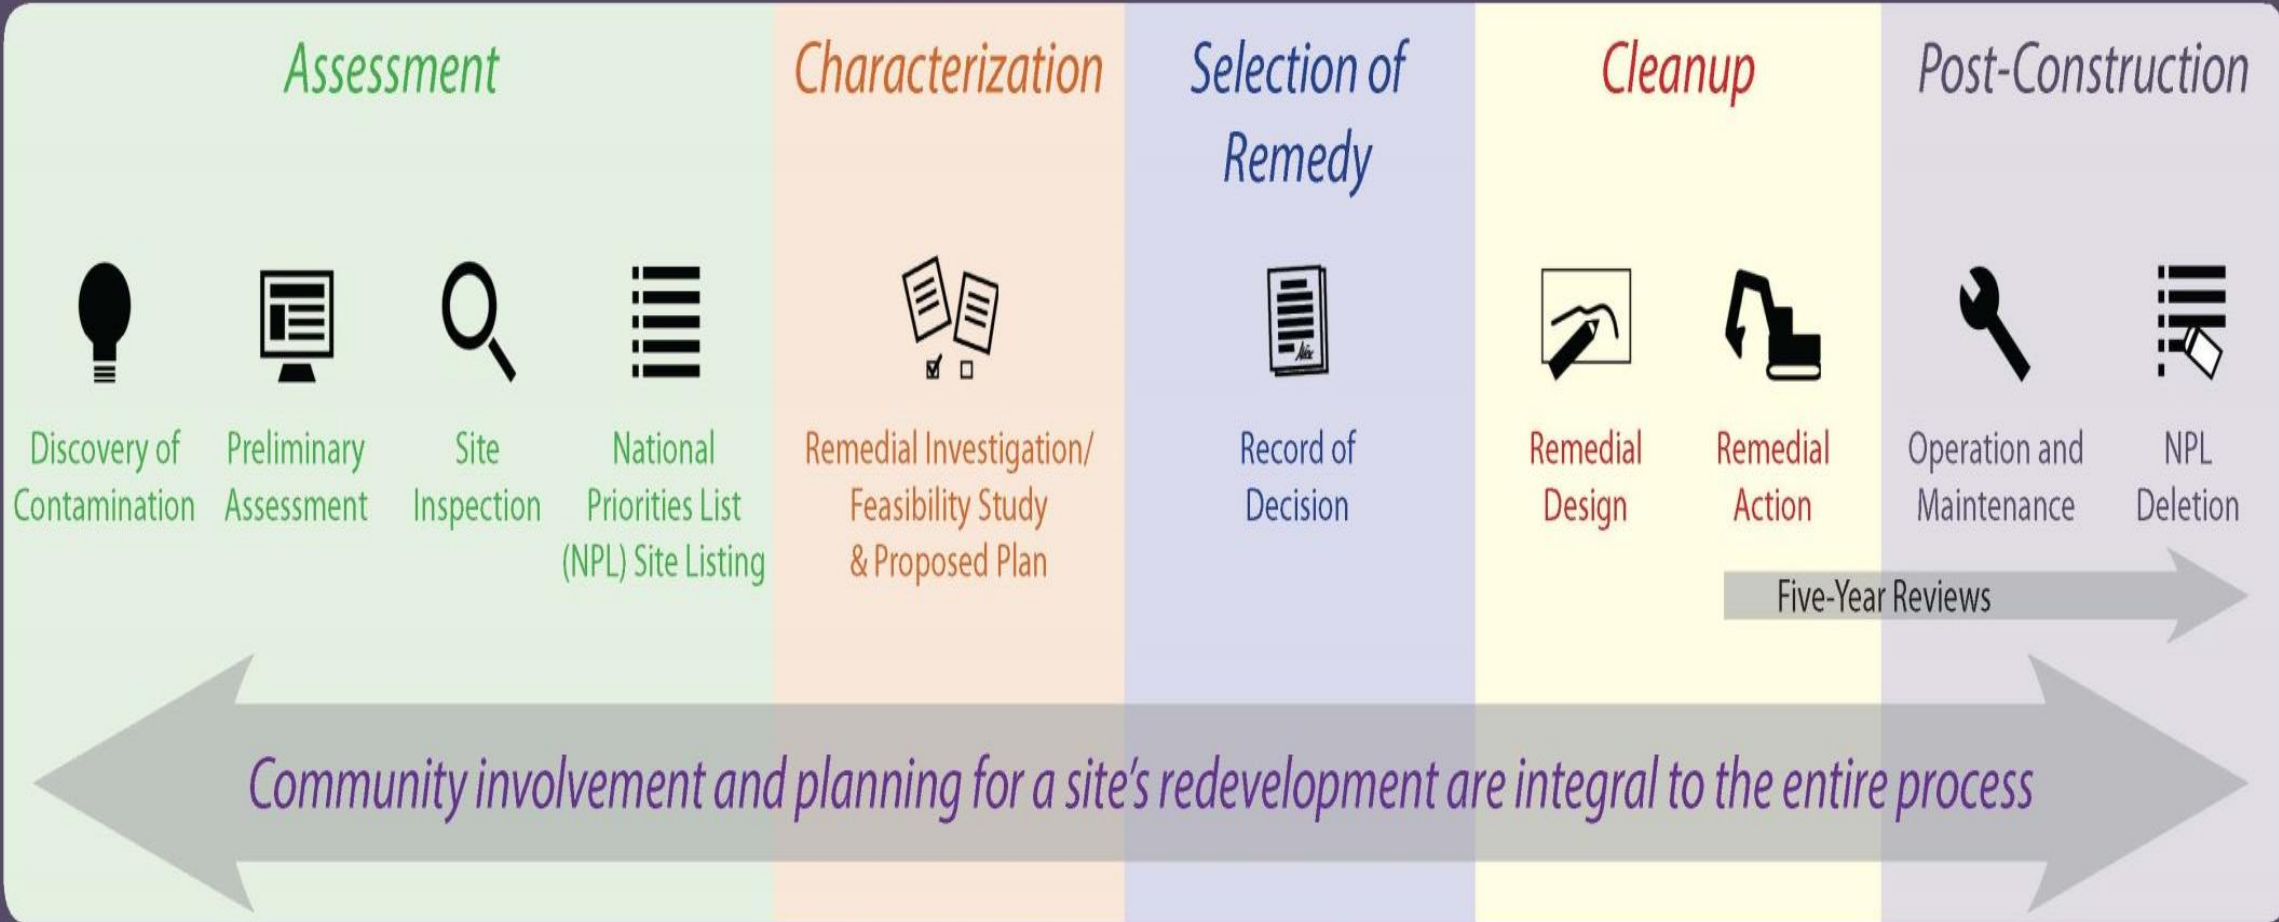 Assessment
Characterization
Selection of
Remedy
Cleanup
Post-Construction
Discovery of
Contamination
Preliminary
Assessment
Site
Inspection
National
Priorities List
(NPL) Site Listing
Remedial Investigation/
Feasibility Study
& Proposed Plan
Record of
Decision
Remedial
Design
Remedial
Action
Operation and
Maintenance
NPL
Deletion
Five-Year Reviews
Community involvement and planning for a site's redevelopment are integral to the entire process